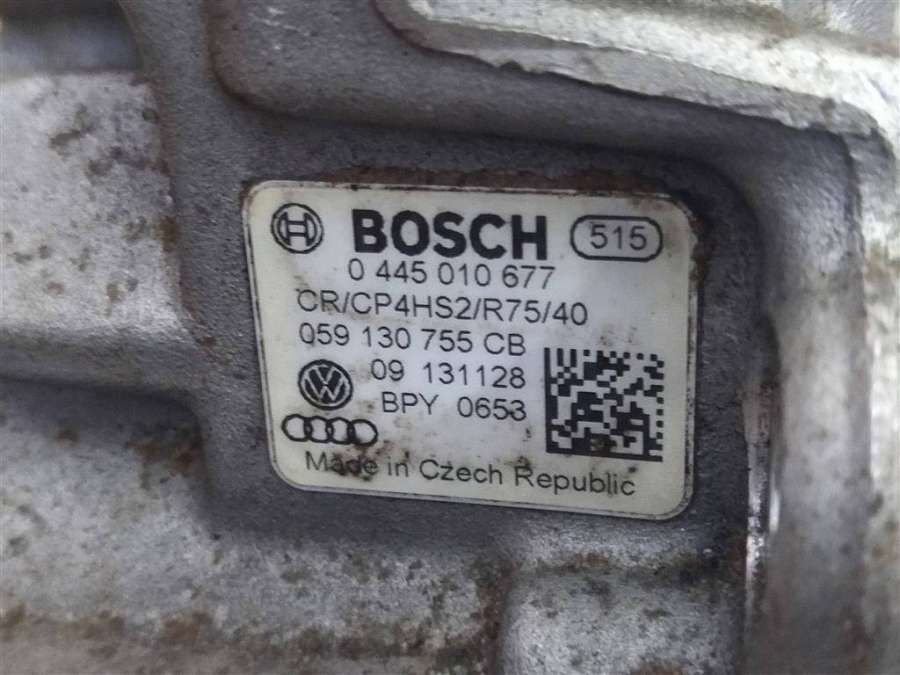 BOSCH 515
0 445 010 677
CR/CP4HS2/R75/40
059 130 755 CB
09 131128
BPY 0653
Made in Czech Republic